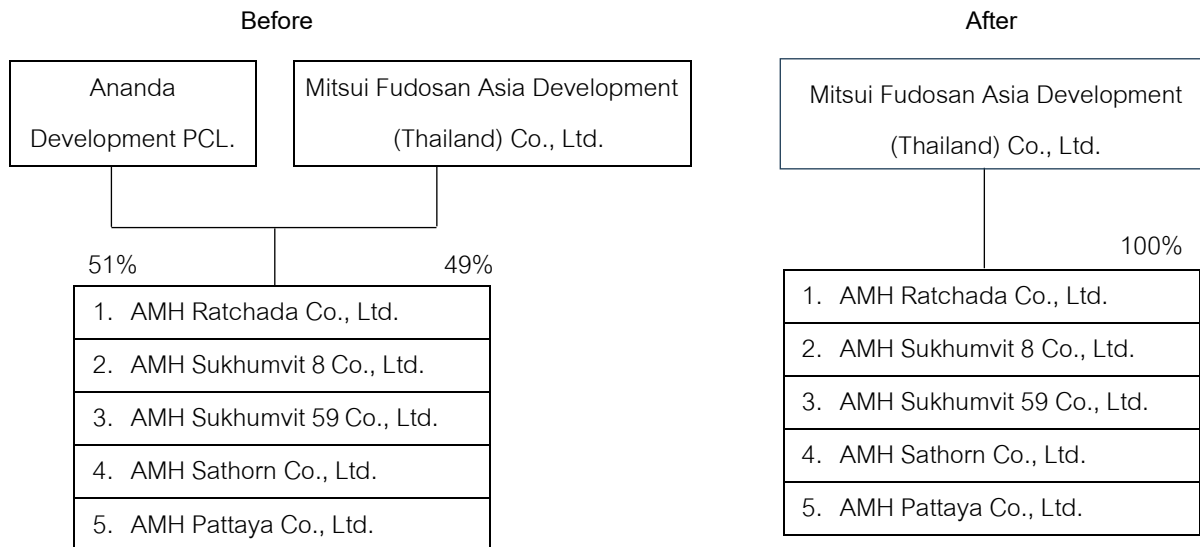 Before
Ananda
Development PCL.
Mitsui Fudosan Asia Development
(Thailand) Co., Ltd.
51%
49%
1. AMH Ratchada Co., Ltd.
2. AMH Sukhumvit 8 Co., Ltd.
3. AMH Sukhumvit 59 Co., Ltd.
4. AMH Sathorn Co., Ltd.
5. AMH Pattaya Co., Ltd.
After
Mitsui Fudosan Asia Development
(Thailand) Co., Ltd.
100%
1. AMH Ratchada Co., Ltd.
2. AMH Sukhumvit 8 Co., Ltd.
3. AMH Sukhumvit 59 Co., Ltd.
4. AMH Sathorn Co., Ltd.
5. AMH Pattaya Co., Ltd.